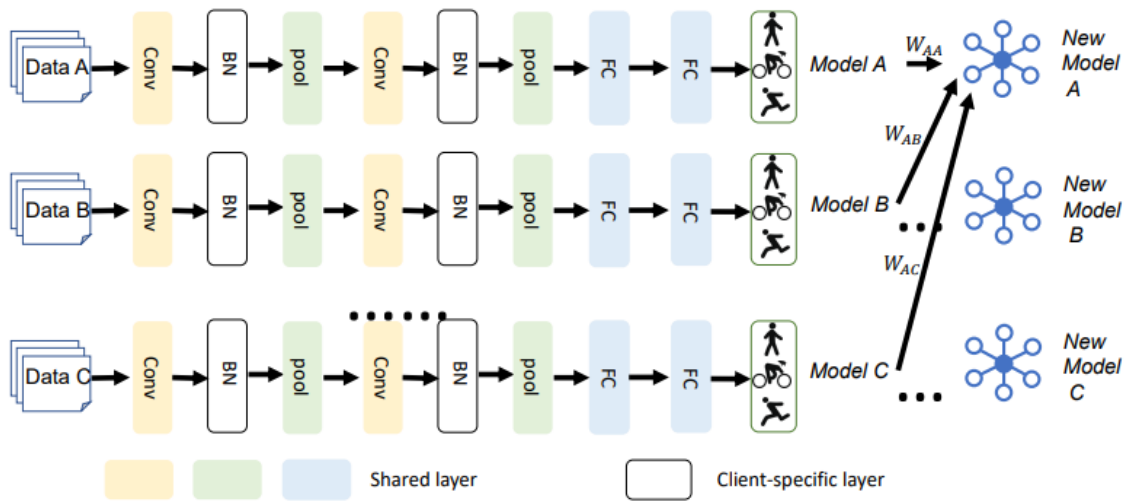 Data A
Conv
BN
pool
Conv
BN
pool
FC
FC
Model A
W_AA
New
Model
A
W_AB
Data B
Conv
BN
pool
Conv
BN
pool
FC
FC
Model B
New
Model
B
W_AC
Data C
Conv
BN
pool
Conv
BN
pool
FC
FC
Model C
New
Model
C
Shared layer
Client-specific layer